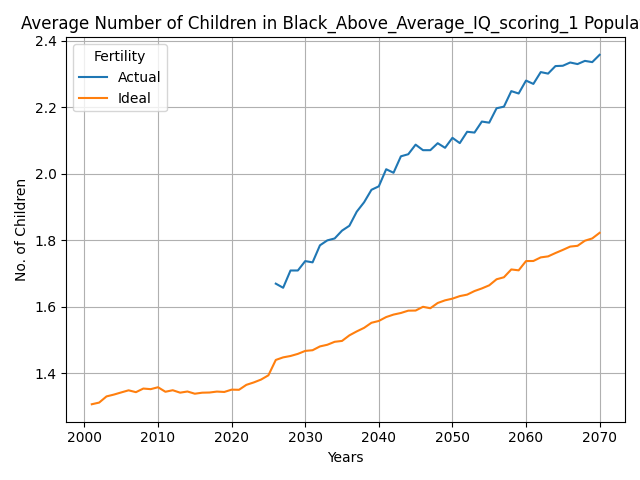 Average Number of Children in Black_Above_Average_IQ_scoring_1 Popula
Fertility
Actual
Ideal
No. of Children
2.4
2.2
2.0
1.8
1.6
1.4
2000 2010 2020 2030 2040 2050 2060 2070
Years